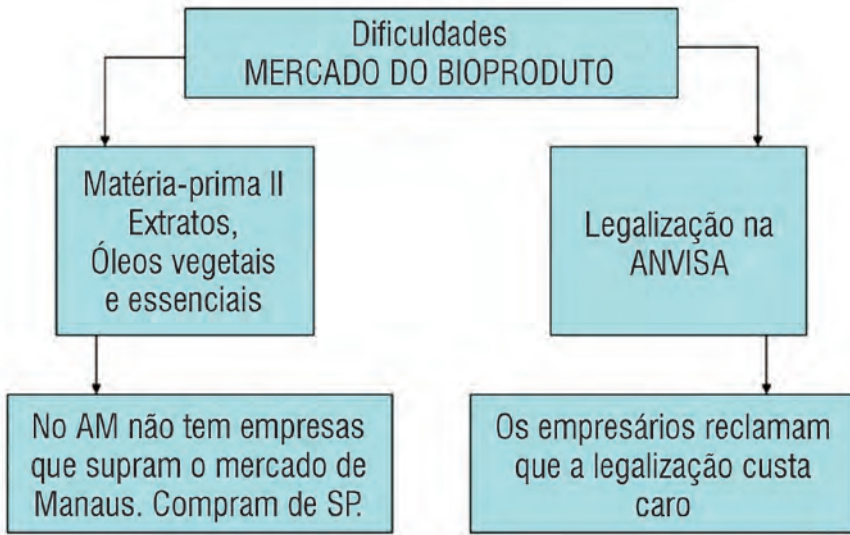 Dificuldades
MERCADO DO BIOPRODUTO
Matéria-prima II
Extratos,
Óleos vegetais
e essenciais
Legalização na
ANVISA
No AM não tem empresas
que supram o mercado de
Manaus. Compram de SP.
Os empresários reclamam
que a legalização custa
caro